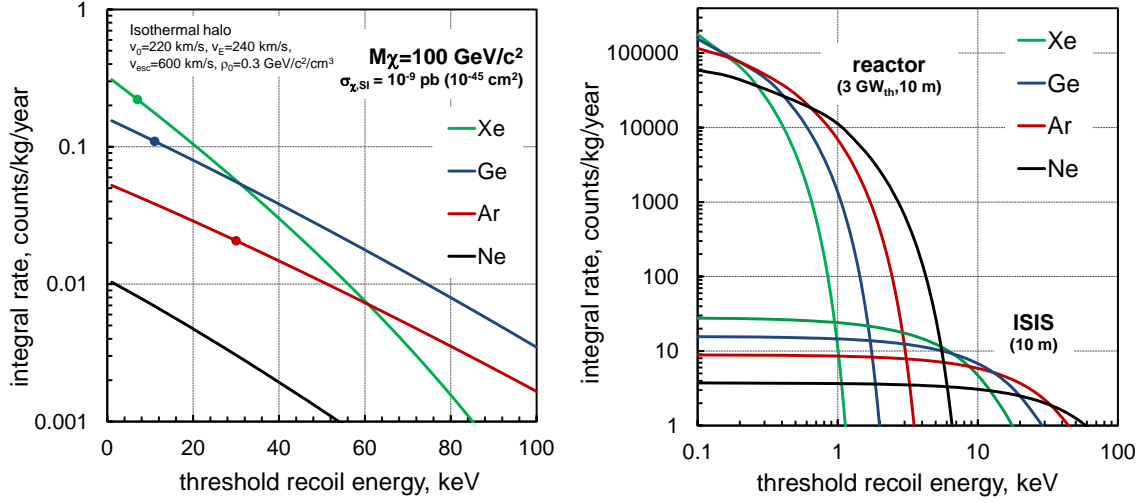 Isothermal halo
v0=220 km/s, vE=240 km/s,
vesc=600 km/s, ρ0=0.3 GeV/c2/cm3
Mχ=100 GeV/c2
σχ,SI = 10-9 pb (10-45 cm2)
Xe
Ge
Ar
Ne
integral rate, counts/kg/year
1
0.1
0.01
0.001
0 20 40 60 80 100
threshold recoil energy, keV
reactor
(3 GWth,10 m)
Xe
Ge
Ar
Ne
ISIS
(10 m)
integral rate, counts/kg/year
100000
10000
1000
100
10
1
0.1 1 10 100
threshold recoil energy, keV